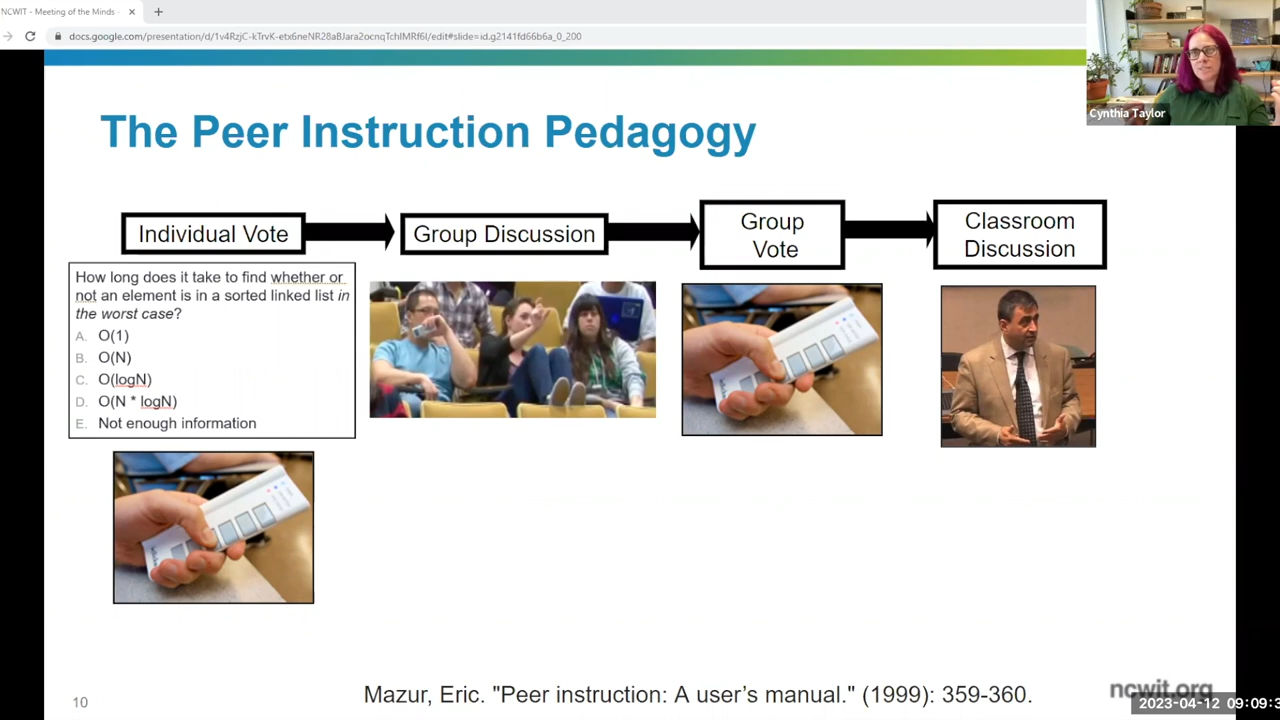 NCWIT - Meeting of the Minds
docs.google.com/presentation/d/1v4RzjC-kTrvK-etx6neNR28aBJara2ocnqTchIMRf6I/edit#slide=id.g2141fd66b6a_0_200
Cynthia Taylor
The Peer Instruction Pedagogy
Individual Vote
Group Discussion
Group
Vote
Classroom
Discussion
How long does it take to find whether or
not an element is in a sorted linked list in
the worst case?
A. O(1)
B. O(N)
C. O(logN)
D. O(N * logN)
E. Not enough information
10
Mazur, Eric. "Peer instruction: A user's manual." (1999): 359-360.
ncwit.org
2023-04-12 09:09:3